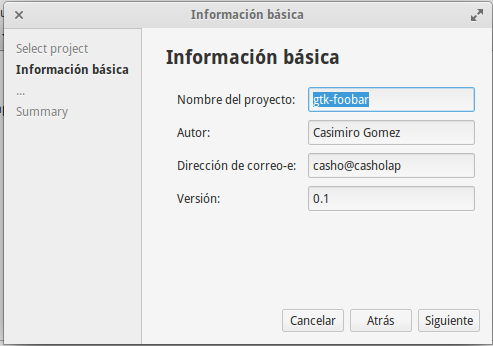 Información básica
Select project
Información básica
...
Summary
Información básica
Nombre del proyecto: gtk-foobar
Autor: Casimiro Gomez
Dirección de correo-e: casho@casholap
Versión: 0.1
Cancelar Atrás Siguiente